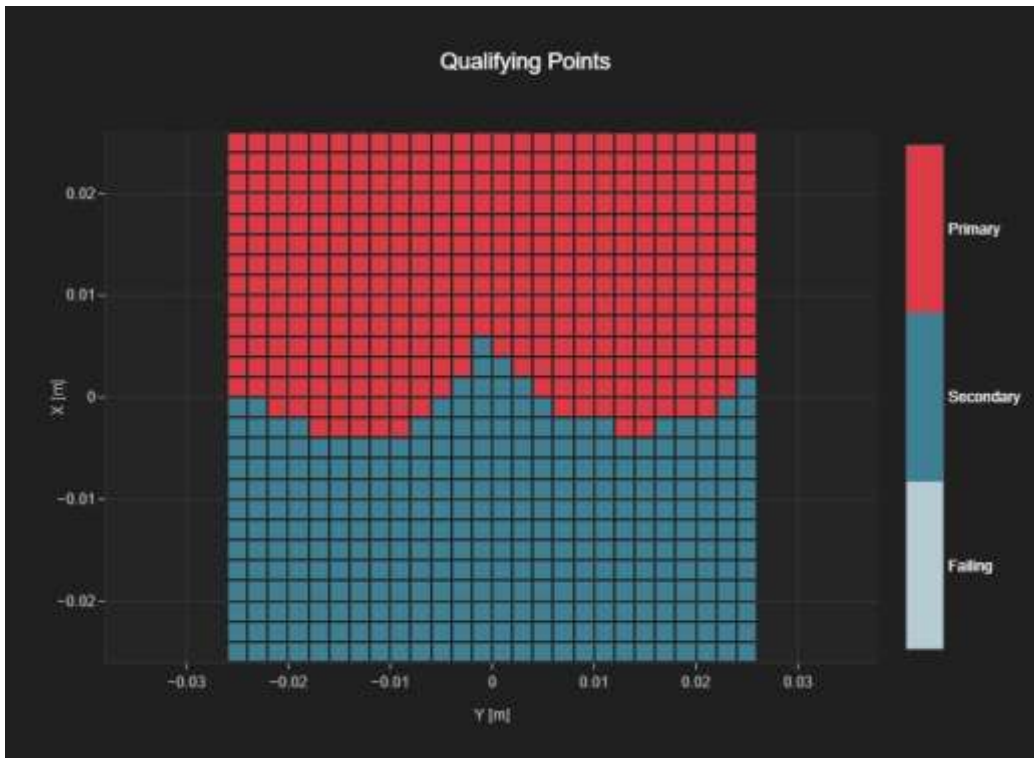 Qualifying Points
0.02
0.01
0
−0.01
−0.02
X [m]
−0.03
−0.02
−0.01
0
0.01
0.02
0.03
Y [m]
Primary
Secondary
Failing